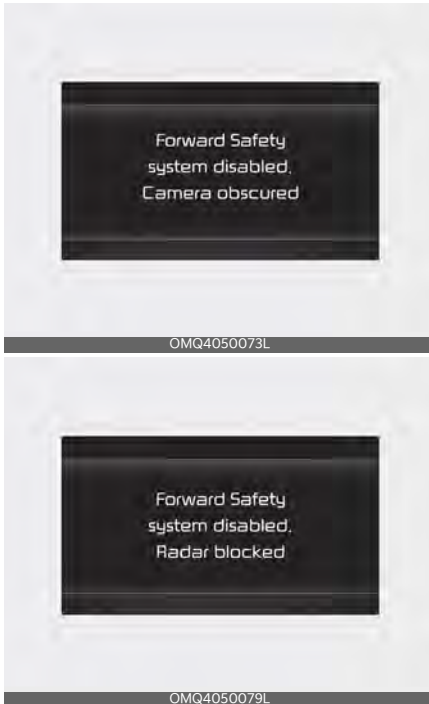 Forward Safety
system disabled.
Camera obscured
OMQ4050073L
Forward Safety
system disabled.
Radar blocked
OMQ4050079L